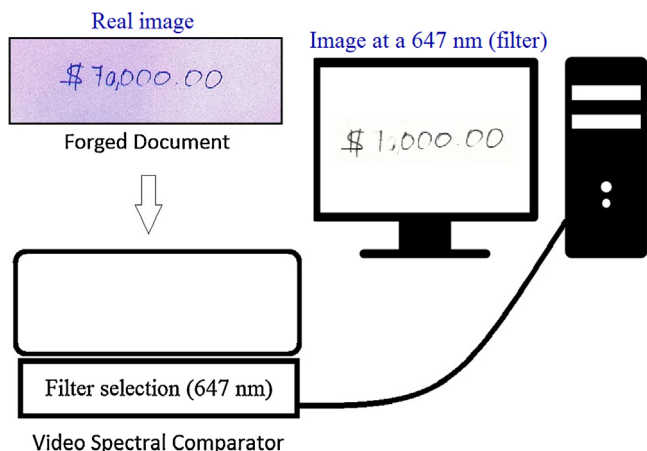 Real image
$70,000.00
Forged Document
Image at a 647 nm (filter)
$1,000.00
Filter selection (647 nm)
Video Spectral Comparator